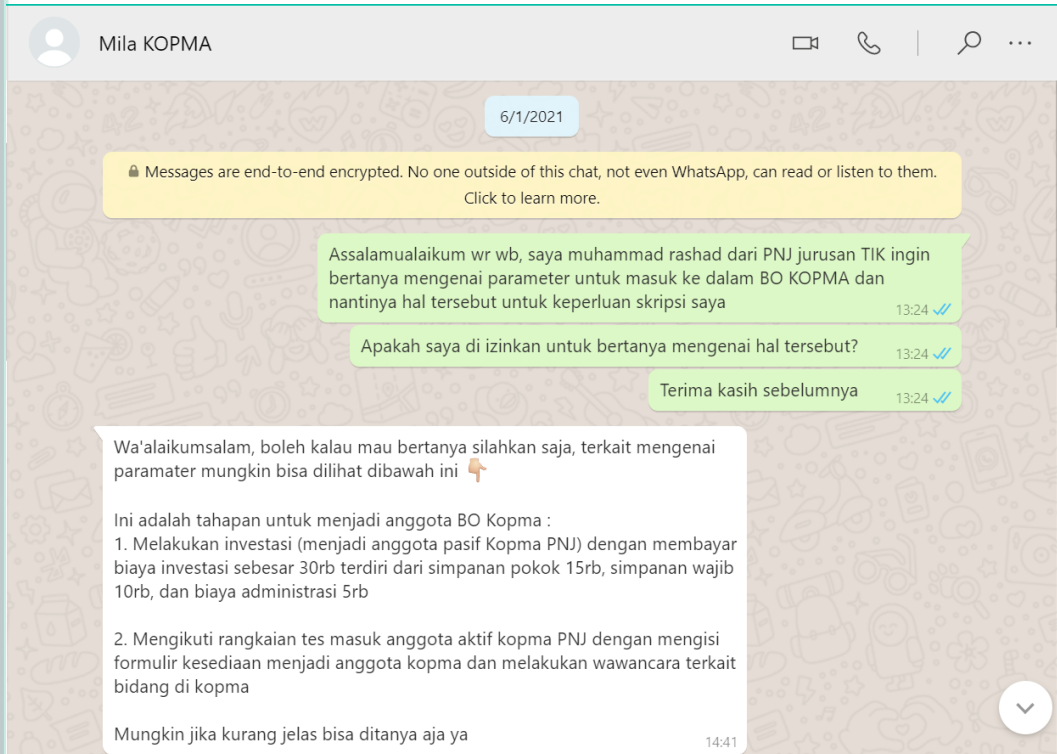 Mila KOPMA
6/1/2021
Messages are end-to-end encrypted. No one outside of this chat, not even WhatsApp, can read or listen to them.
Click to learn more.
Assalamualaikum wr wb, saya muhammad rashad dari PNJ jurusan TIK ingin
bertanya mengenai parameter untuk masuk ke dalam BO KOPMA dan
nantinya hal tersebut untuk keperluan skripsi saya
13:24
Apakah saya di izinkan untuk bertanya mengenai hal tersebut?
13:24
Terima kasih sebelumnya
13:24
Wa'alaikumsalam, boleh kalau mau bertanya silahkan saja, terkait mengenai
paramater mungkin bisa dilihat dibawah ini 👇🏻
Ini adalah tahapan untuk menjadi anggota BO Kopma :
1. Melakukan investasi (menjadi anggota pasif Kopma PNJ) dengan membayar
biaya investasi sebesar 30rb terdiri dari simpanan pokok 15rb, simpanan wajib
10rb, dan biaya administrasi 5rb
2. Mengikuti rangkaian tes masuk anggota aktif kopma PNJ dengan mengisi
formulir kesediaan menjadi anggota kopma dan melakukan wawancara terkait
bidang di kopma
Mungkin jika kurang jelas bisa ditanya aja ya
14:41